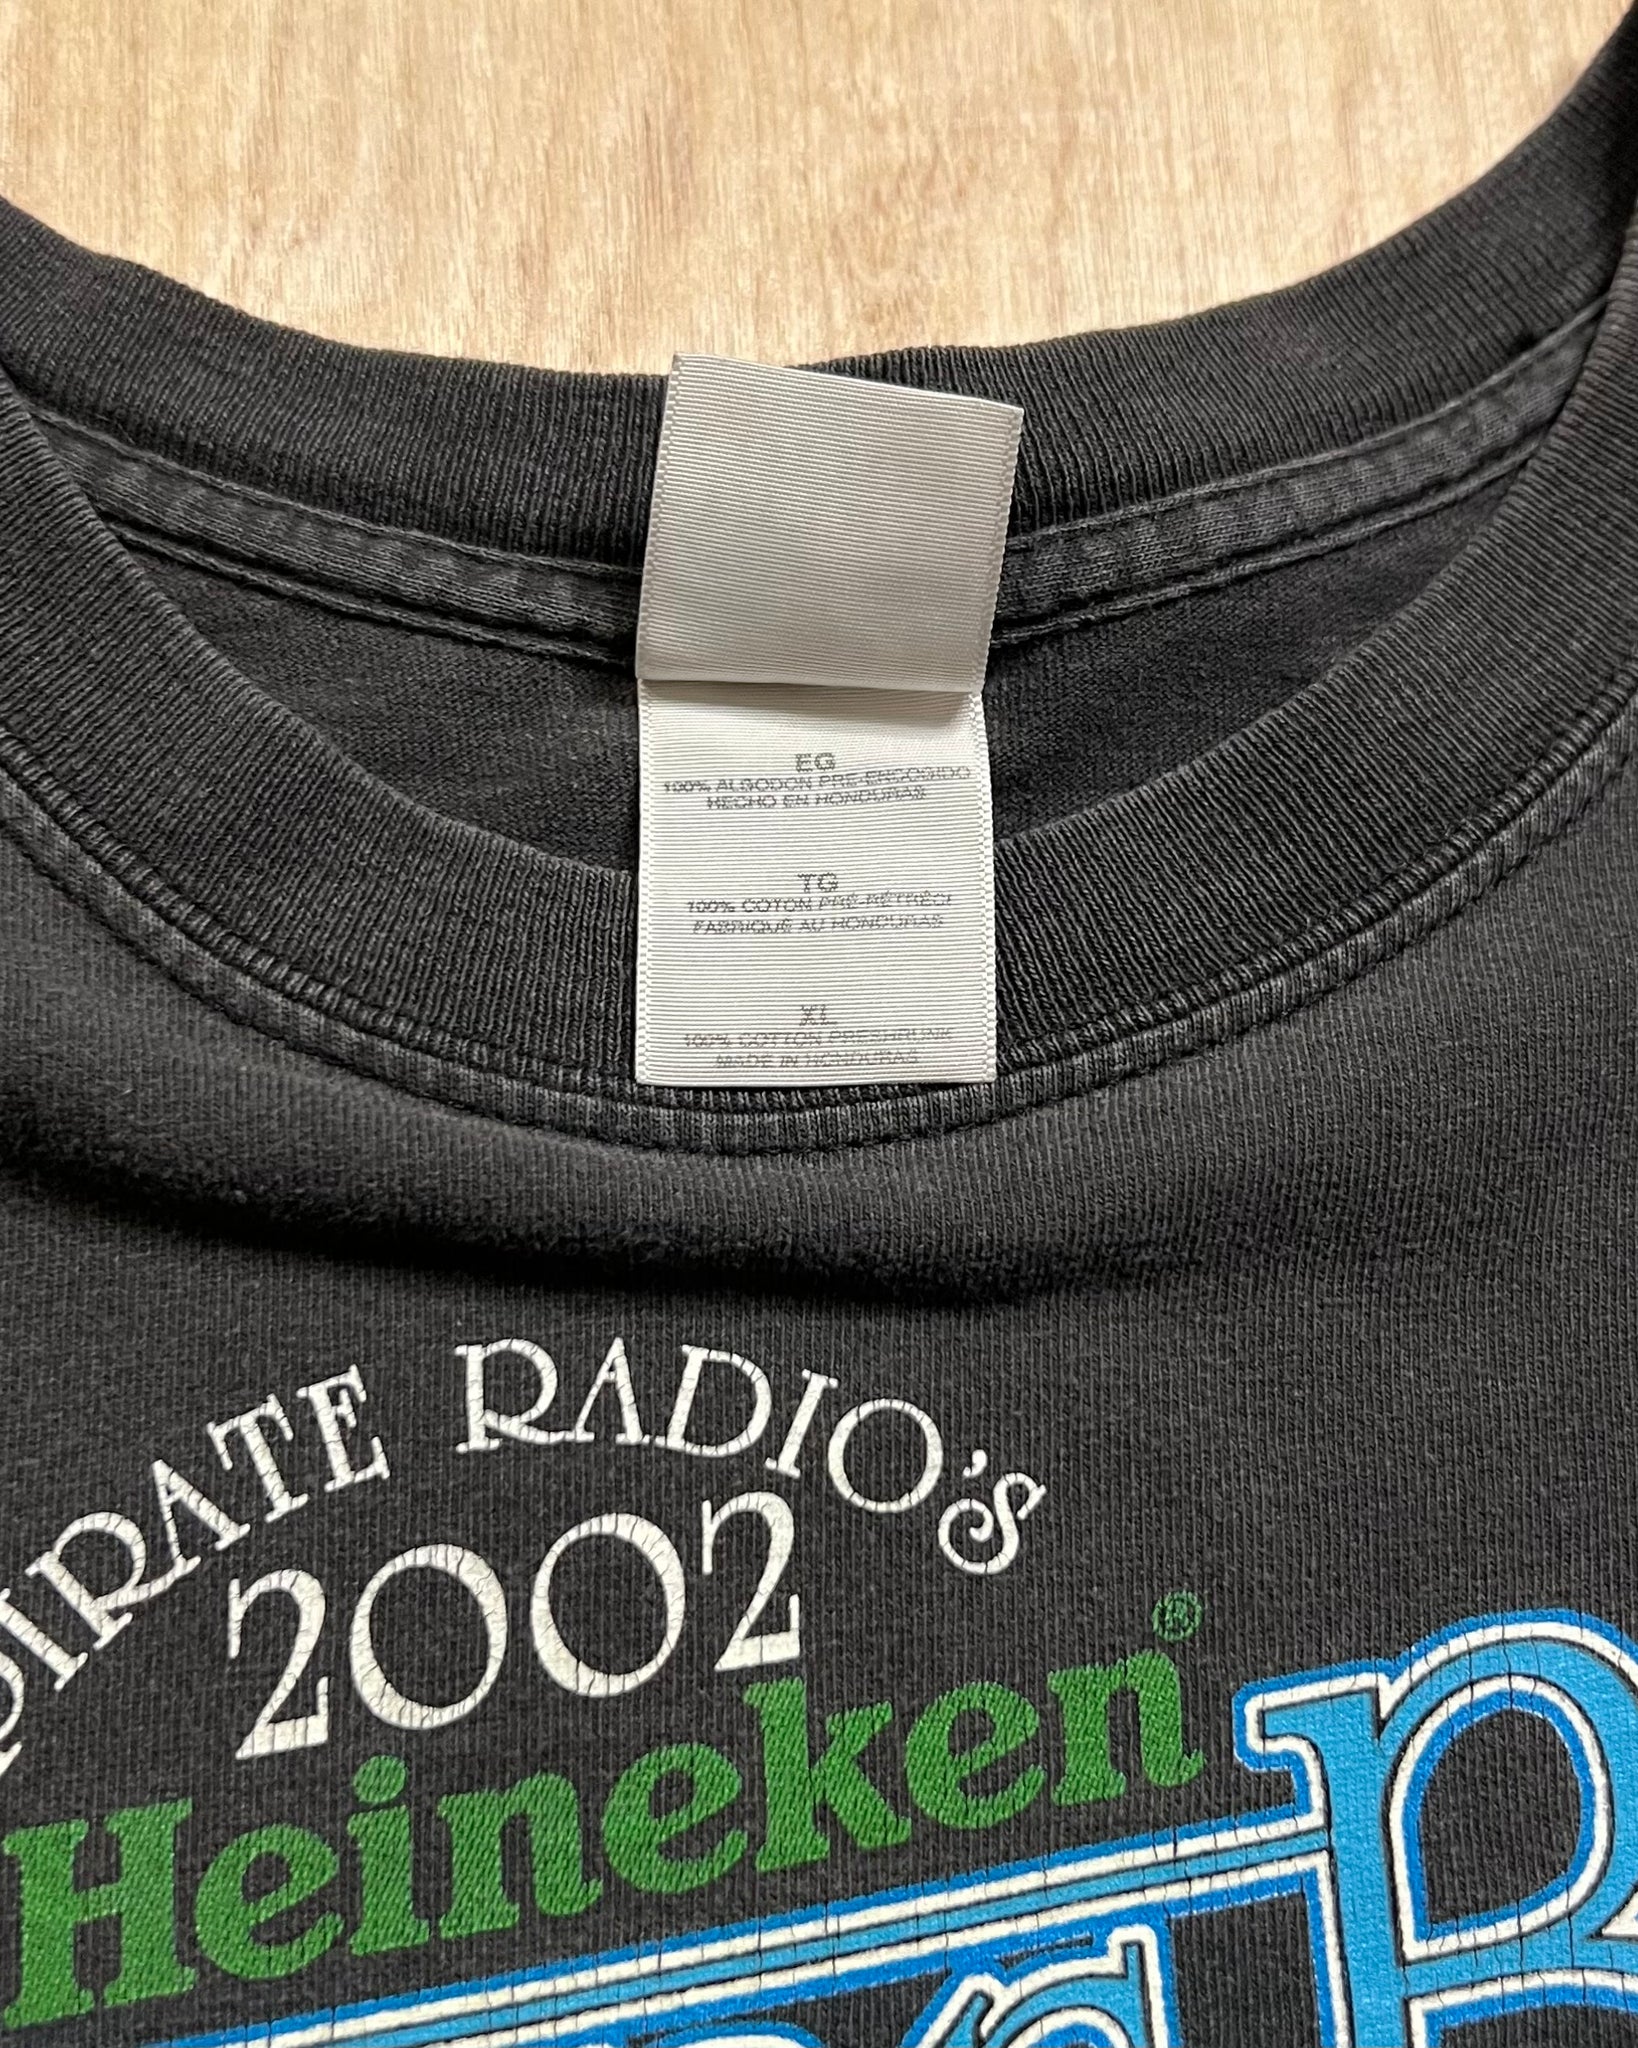 EG
100% ALGODON PRE-ENCOGIDO
HECHO EN HONDURAS
TG
100% COTON PRÉ-RÉTRÉCI
FABRIQUÉ AU HONDURAS
XL
100% COTTON PRESHRUNK
MADE IN HONDURAS
PIRATE RADIO'S
2002
Heineken®